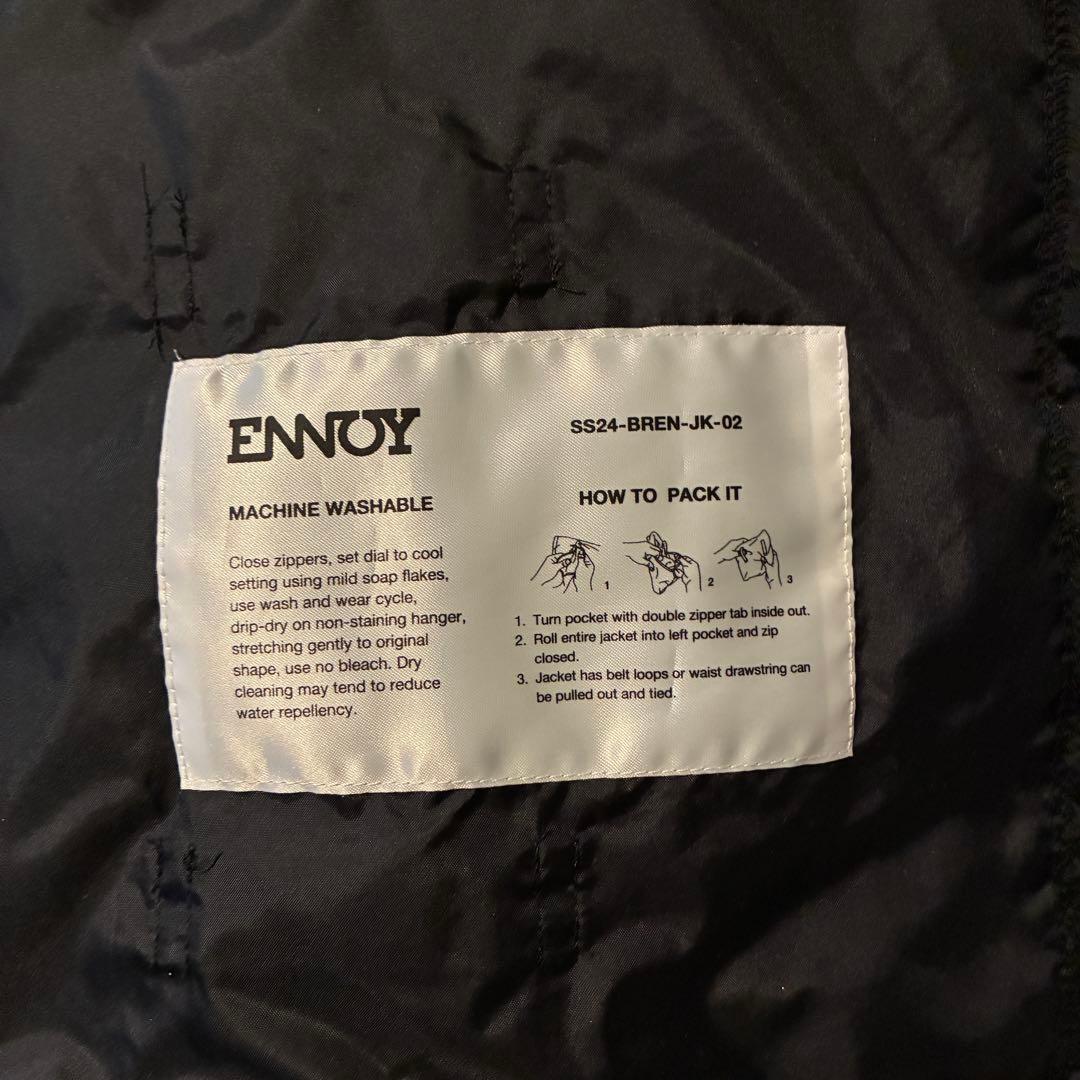 ENNOY
MACHINE WASHABLE
Close zippers, set dial to cool
setting using mild soap flakes,
use wash and wear cycle,
drip-dry on non-staining hanger,
stretching gently to original
shape, use no bleach. Dry
cleaning may tend to reduce
water repellency.
SS24-BREN-JK-02
HOW TO PACK IT
1 2 3
1. Turn pocket with double zipper tab inside out.
2. Roll entire jacket into left pocket and zip
closed.
3. Jacket has belt loops or waist drawstring can
be pulled out and tied.